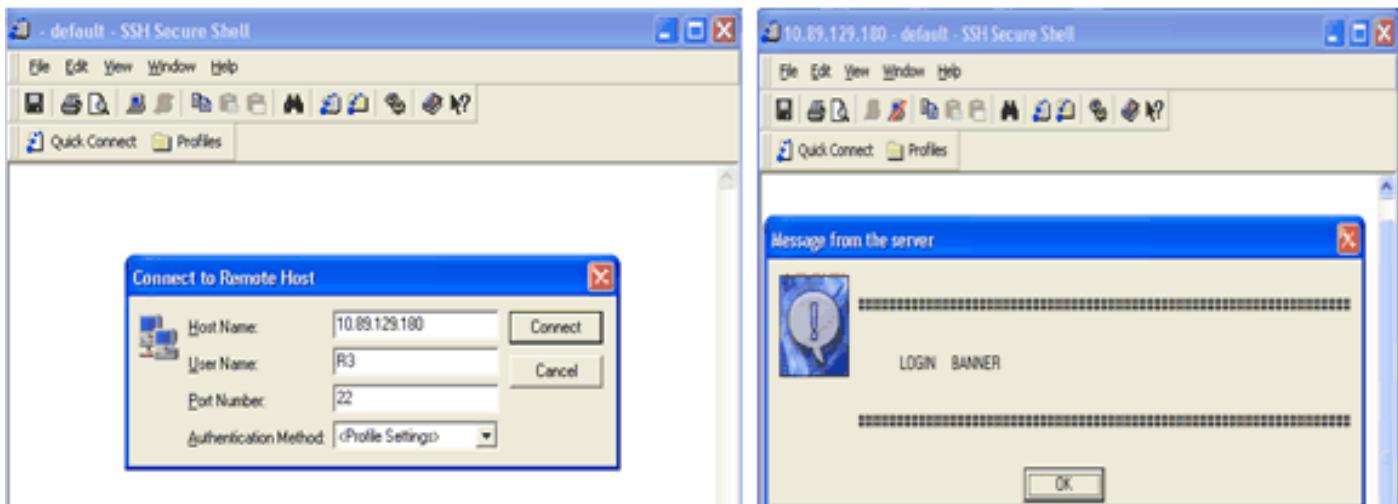 - default - SSH Secure Shell
File Edit View Window Help
Quick Connect Profiles
Connect to Remote Host
Host Name: 10.89.129.180
Connect
User Name: R3
Cancel
Port Number: 22
Authentication Method: <Profile Settings>
10.89.129.180 - default - SSH Secure Shell
File Edit View Window Help
Quick Connect Profiles
Message from the server
LOGIN BANNER
OK